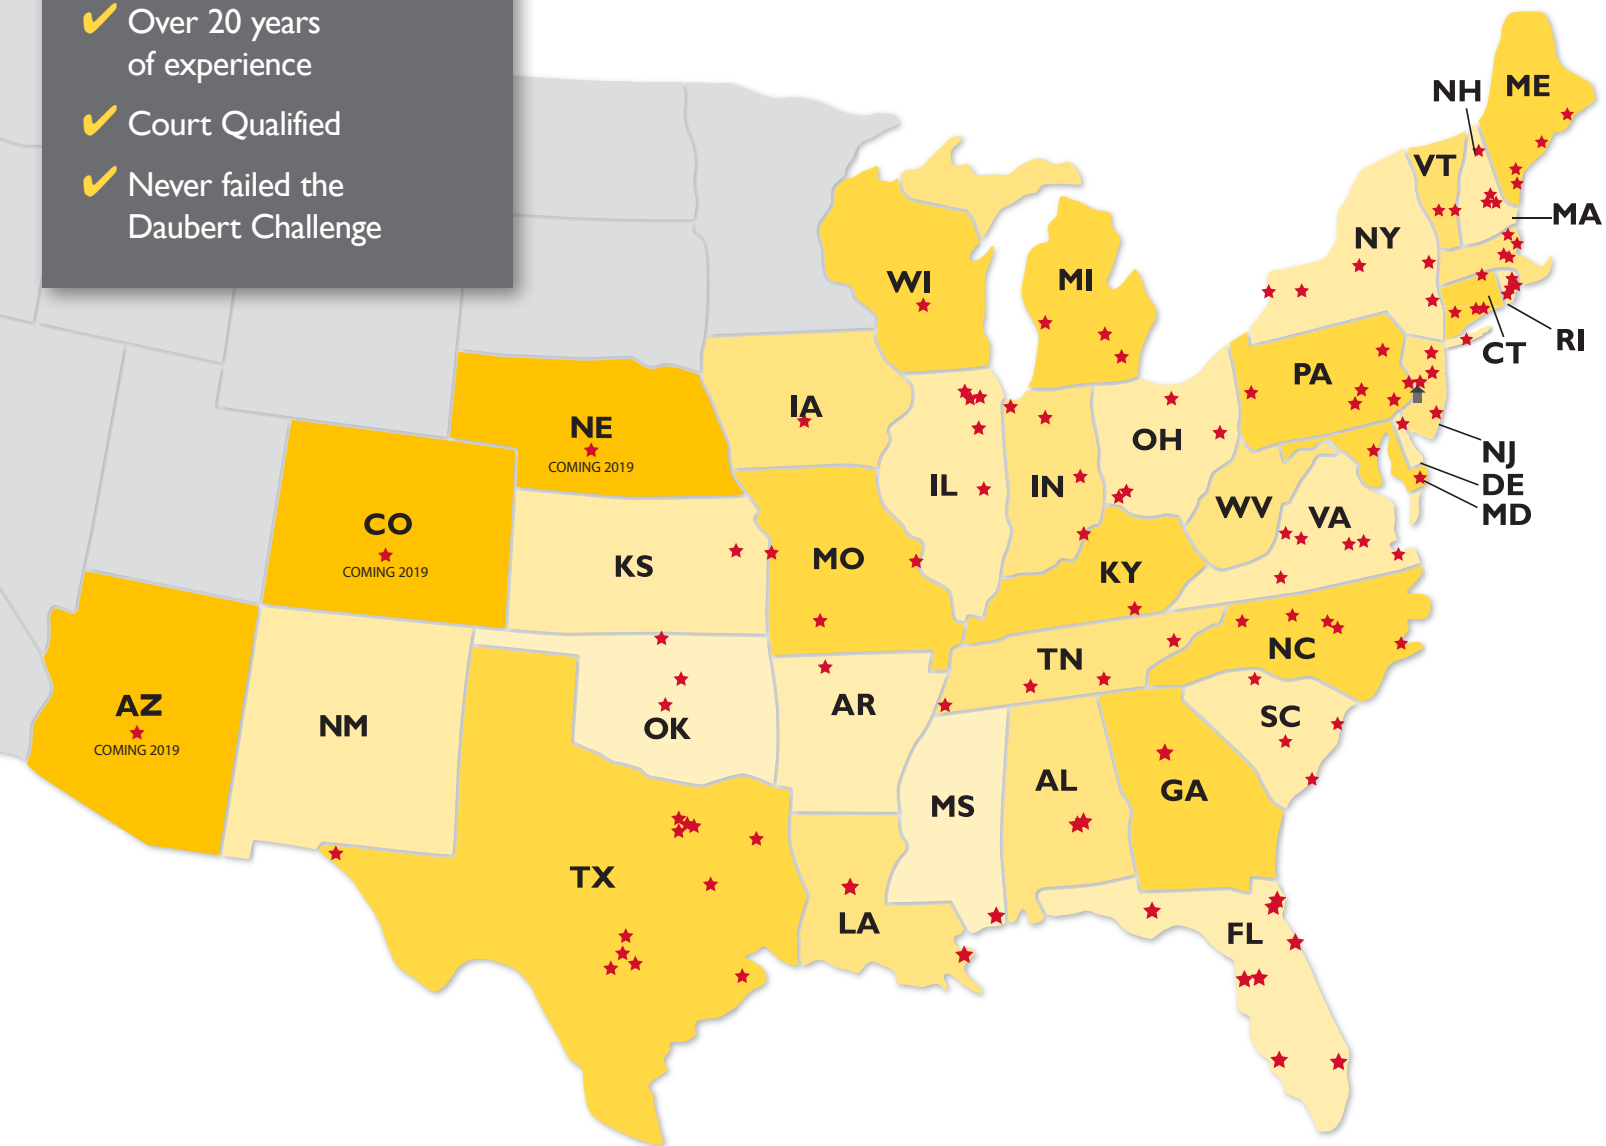 ✔ Over 20 years
of experience
✔ Court Qualified
✔ Never failed the
Daubert Challenge
NH
ME
VT
MA
NY
WI
MI
RI
CT
PA
IA
NE
COMING 2019
OH
NJ
IL
IN
DE
WV
MD
VA
CO
COMING 2019
KS
MO
KY
NC
TN
AZ
COMING 2019
NM
OK
AR
SC
AL
GA
MS
TX
LA
FL